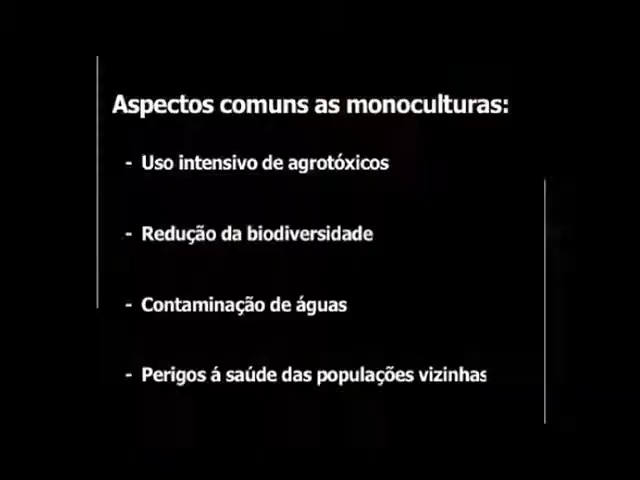 Aspectos comuns as monoculturas:
- Uso intensivo de agrotóxicos
- Redução da biodiversidade
- Contaminação de águas
- Perigos á saúde das populações vizinhas